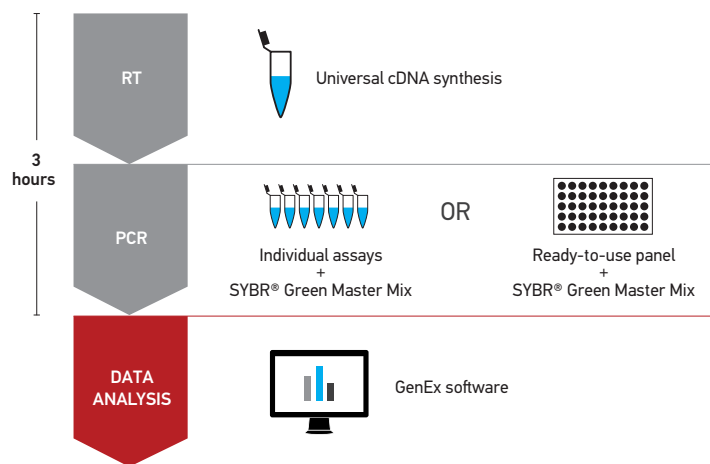 RT
Universal cDNA synthesis
3
hours
PCR
Individual assays
+
SYBR® Green Master Mix
OR
Ready-to-use panel
+
SYBR® Green Master Mix
DATA
ANALYSIS
GenEx software